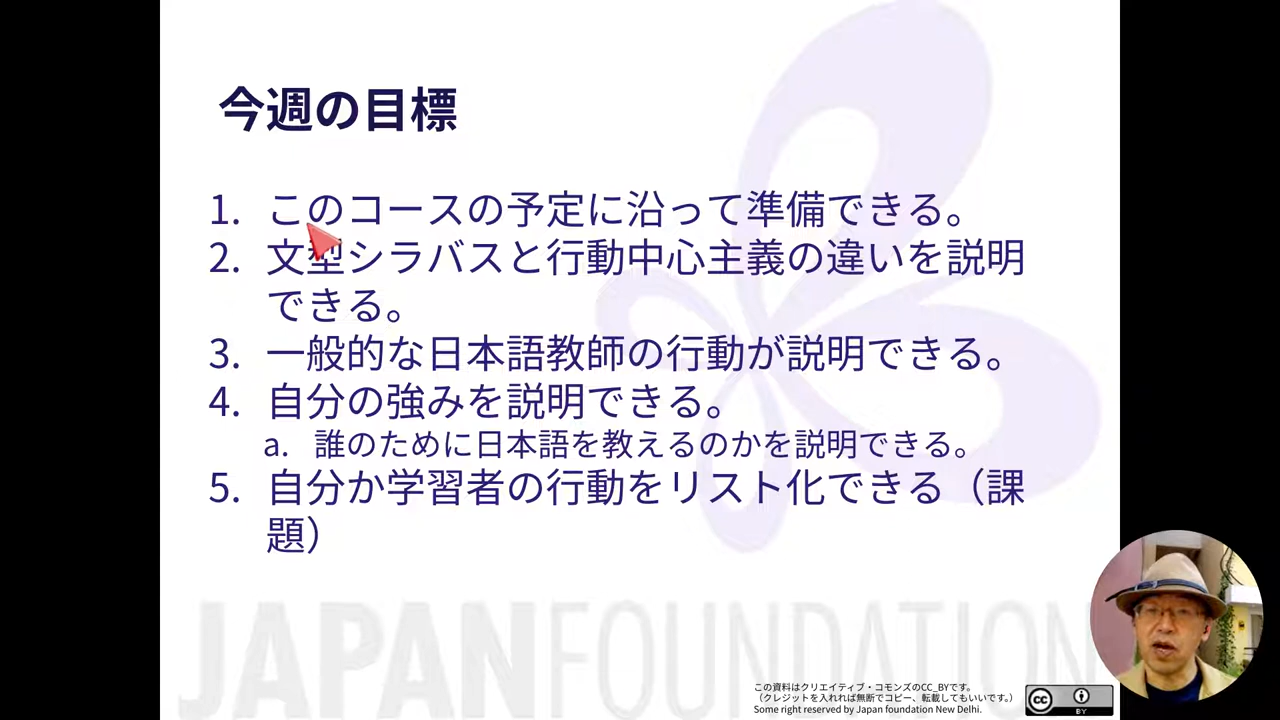 今週の目標
1. このコースの予定に沿って準備できる。
2. 文型シラバスと行動中心主義の違いを説明
できる。
3. 一般的な日本語教師の行動が説明できる。
4. 自分の強みを説明できる。
a. 誰のために日本語を教えるのかを説明できる。
5. 自分か学習者の行動をリスト化できる（課
題）
JAPANFOUNDATION
この資料はクリエイティブ・コモンズのCC_BYです。
（クレジットを入れれば無断でコピー、転載してもいいです。）
Some right reserved by Japan foundation New Delhi.
cc
BY